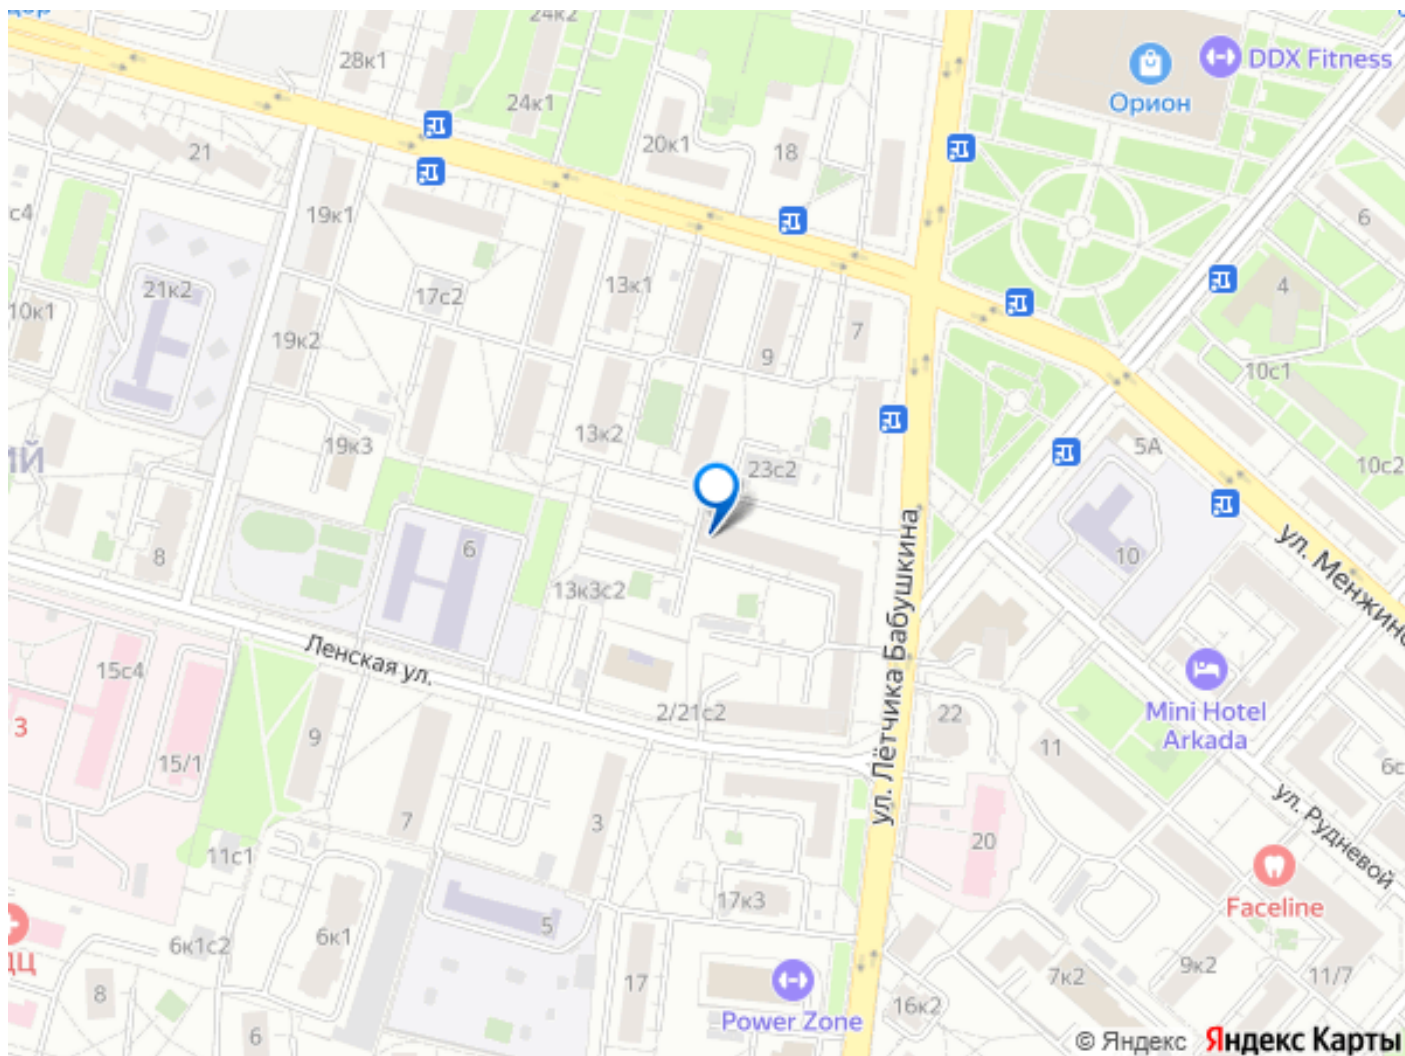 24к2
28к1
DDX Fitness
Орион
24к1
20к1
18
21
с4
19к1
6
21к2
17с2
13к1
4
10к1
19к2
7
9
10с1
13к2
19к3
5А
ИЙ
23с2
10с2
6
8
10
13к3с2
ул. Лётчика Бабушкина
ул. Менжинс
Ленская ул.
15с4
2/21с2
22
Mini Hotel
Arkada
3
9
15/1
11
6с
7
3
20
ул. Рудневой
11с1
Faceline
17к3
6к1
5
6к1с2
ДЦ
8
17
7к2
9к2
11/7
16к2
Power Zone
6
© Яндекс Яндекс Карты